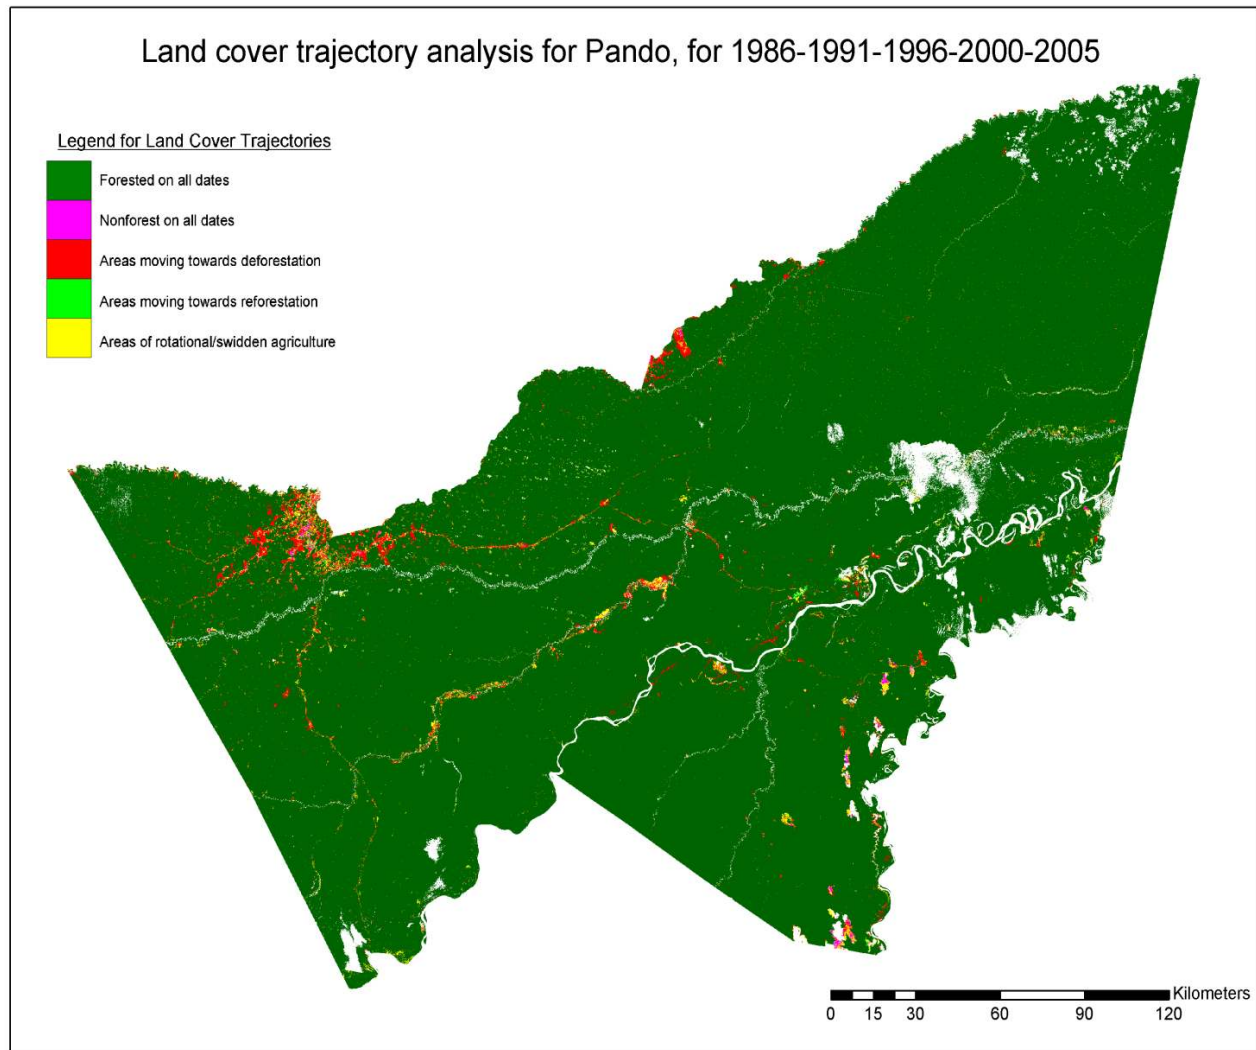 Land cover trajectory analysis for Pando, for 1986-1991-1996-2000-2005
Legend for Land Cover Trajectories
Forested on all dates
Nonforest on all dates
Areas moving towards deforestation
Areas moving towards reforestation
Areas of rotational/swidden agriculture
Kilometers
0 15 30 60 90 120